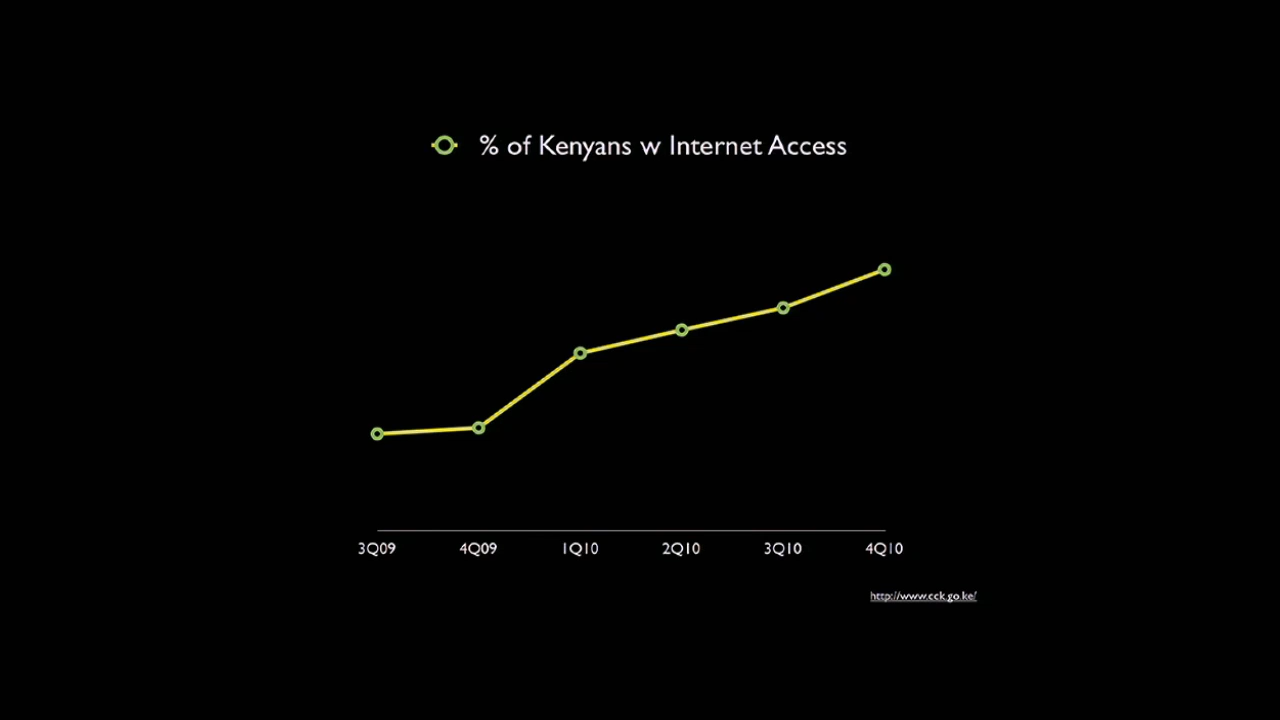 % of Kenyans w Internet Access
3Q09 4Q09 1Q10 2Q10 3Q10 4Q10
http://www.cck.go.ke/